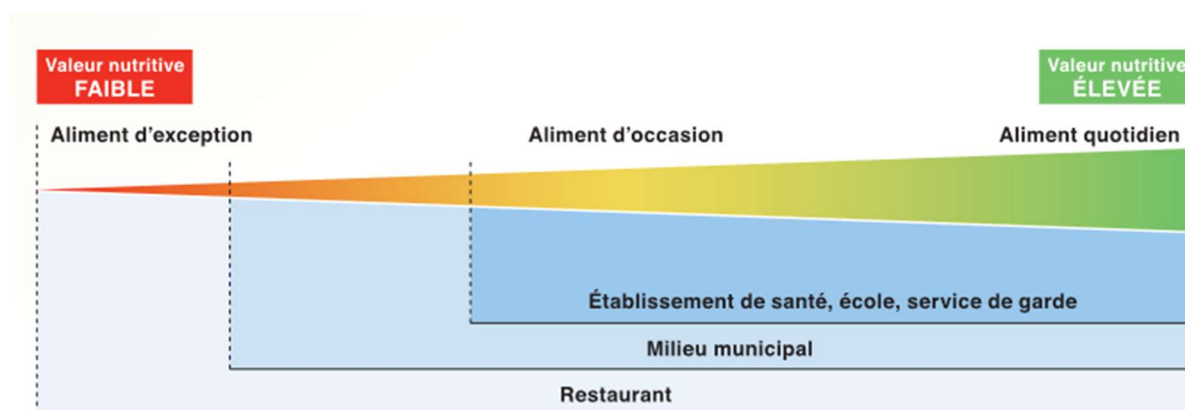 Valeur nutritive
FAIBLE
Valeur nutritive
ÉLEVÉE
Aliment d'exception
Aliment d'occasion
Aliment quotidien
Établissement de santé, école, service de garde
Milieu municipal
Restaurant